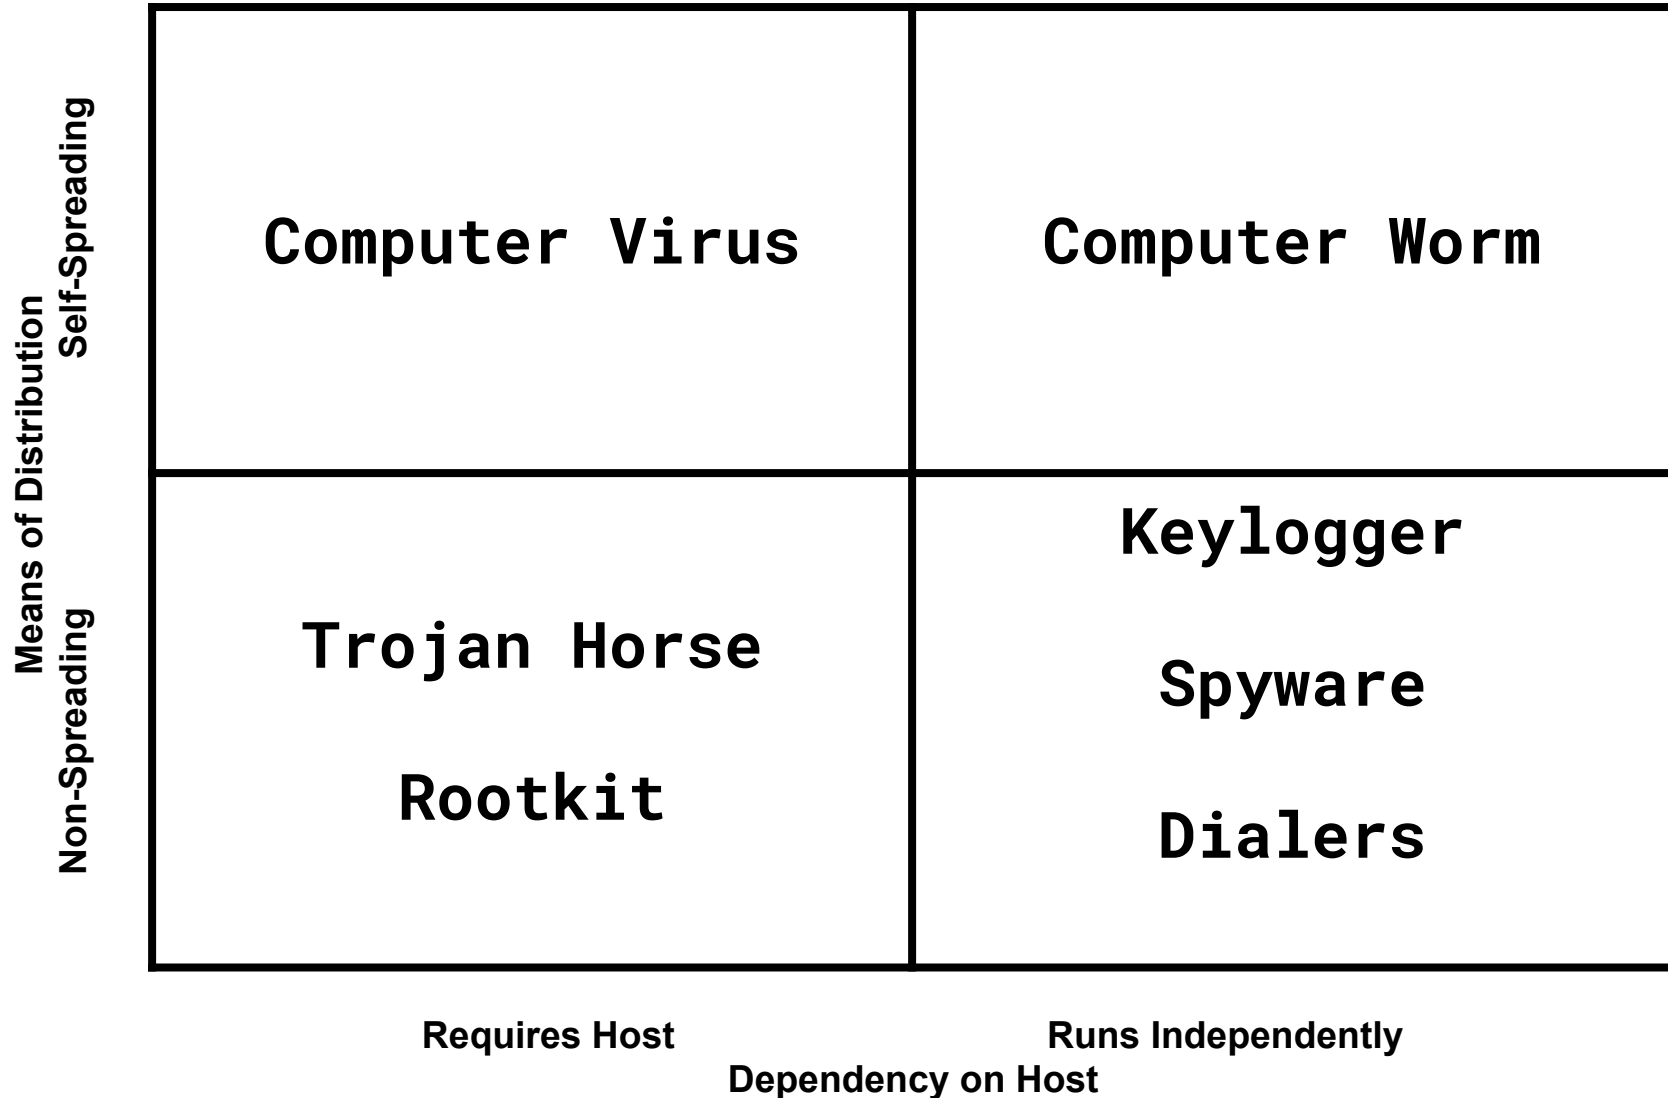 Means of Distribution
Self-Spreading
Non-Spreading
Computer Virus
Computer Worm
Trojan Horse
Rootkit
Keylogger
Spyware
Dialers
Requires Host
Runs Independently
Dependency on Host